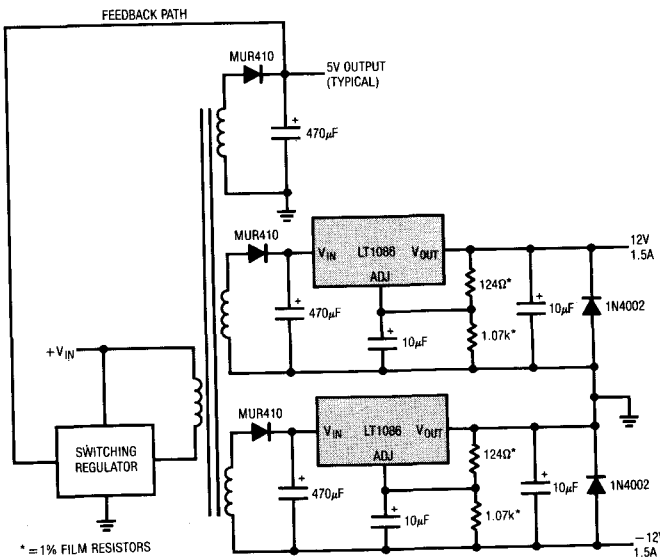 FEEDBACK PATH
MUR410
5V OUTPUT
(TYPICAL)
+
470µF
MUR410
VIN LT1086 VOUT
ADJ
12V
1.5A
124Ω*
+
470µF
+
10µF
1.07k*
+
10µF
1N4002
+VIN
SWITCHING
REGULATOR
MUR410
VIN LT1086 VOUT
ADJ
124Ω*
+
470µF
+
10µF
1.07k*
+
10µF
1N4002
-12V
1.5A
* = 1% FILM RESISTORS